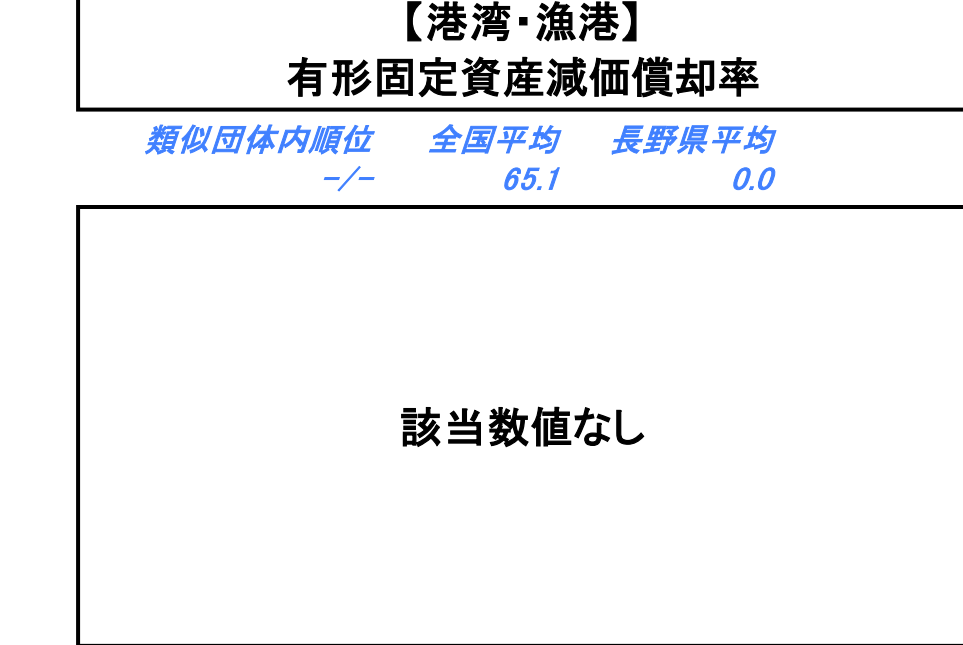 【港湾・漁港】
有形固定資産減価償却率
類似団体内順位 全国平均 長野県平均
-/- 65.1 0.0
該当数値なし